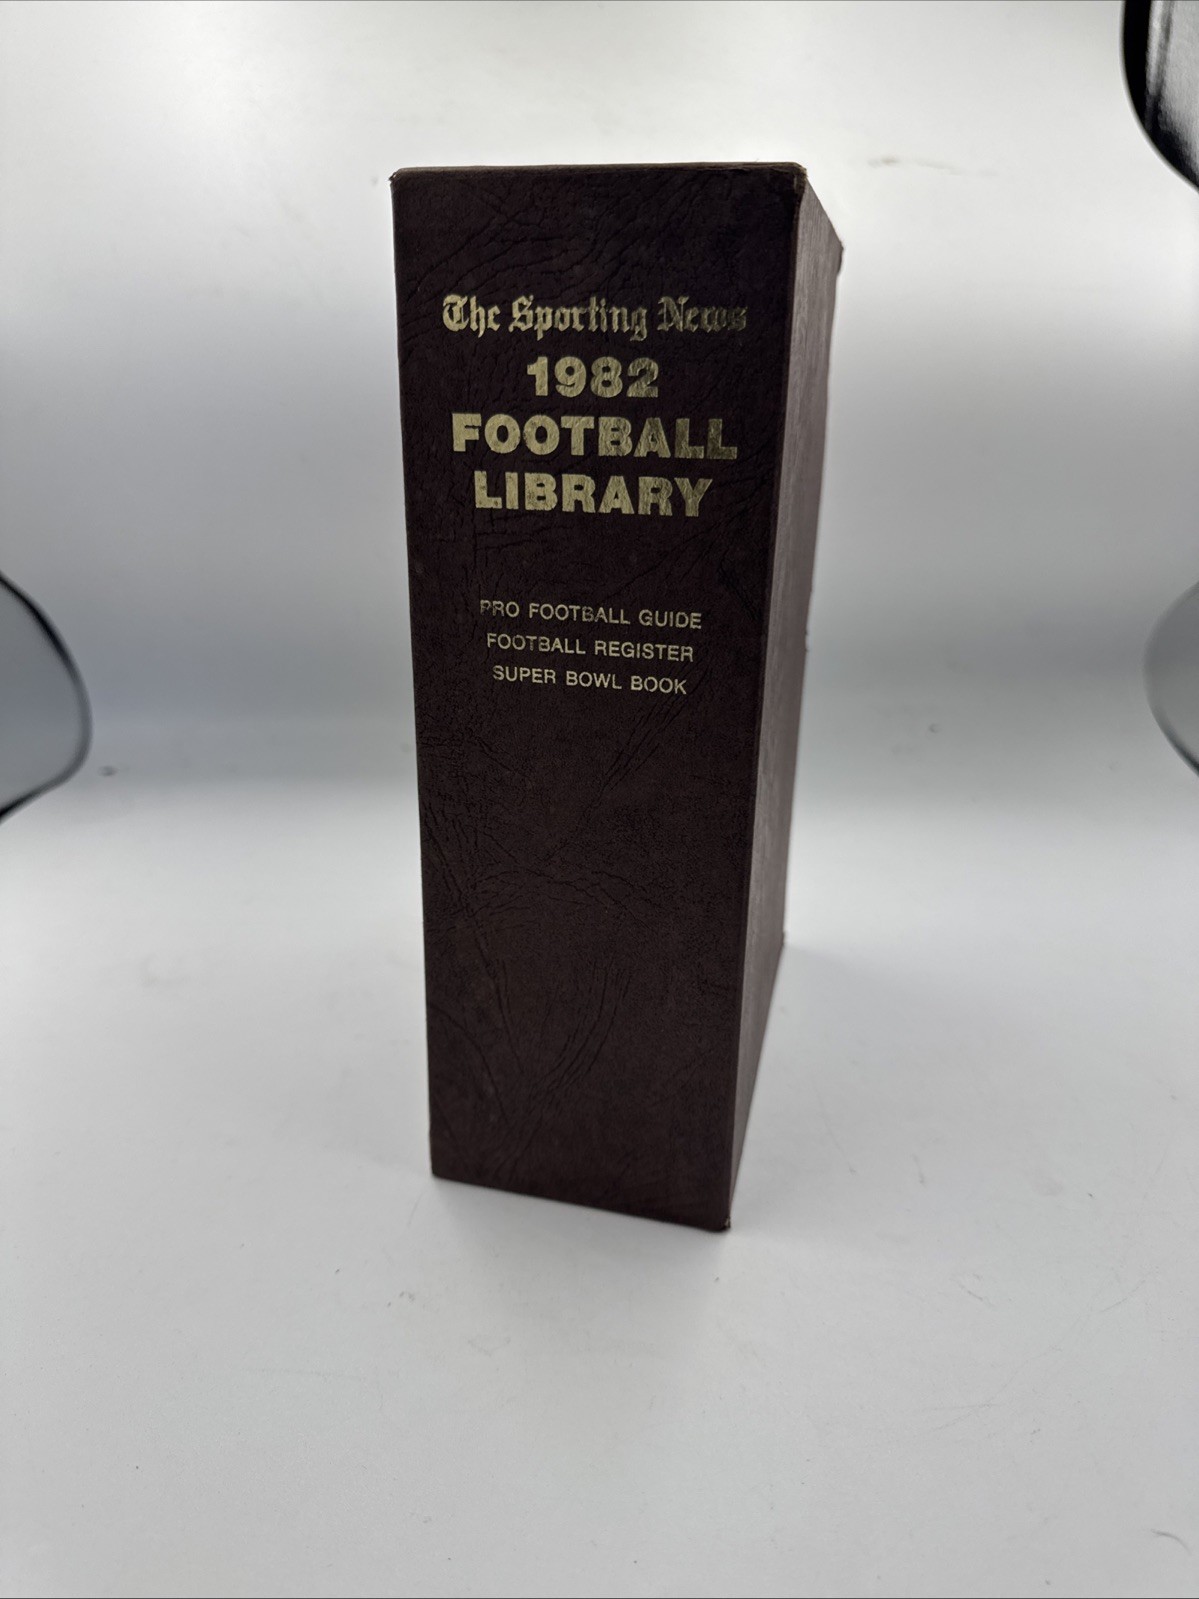 The Sporting News
1982
FOOTBALL
LIBRARY
PRO FOOTBALL GUIDE
FOOTBALL REGISTER
SUPER BOWL BOOK